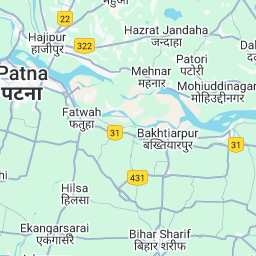 महुआ
22
Hajipur
हाजीपुर
Hazrat Jandaha
जन्दाहा
322
Patori
पटोरी
Mehnar
महनार
Mohiuddinagar
मोहिउद्दीनगर
Patna
पटना
Fatwah
फतुहा
31
Bakhtiarpur
बख्तियारपुर
31
431
Hilsa
हिलसा
Ekangarsarai
एकंगरसराय
Bihar Sharif
बिहार शरीफ